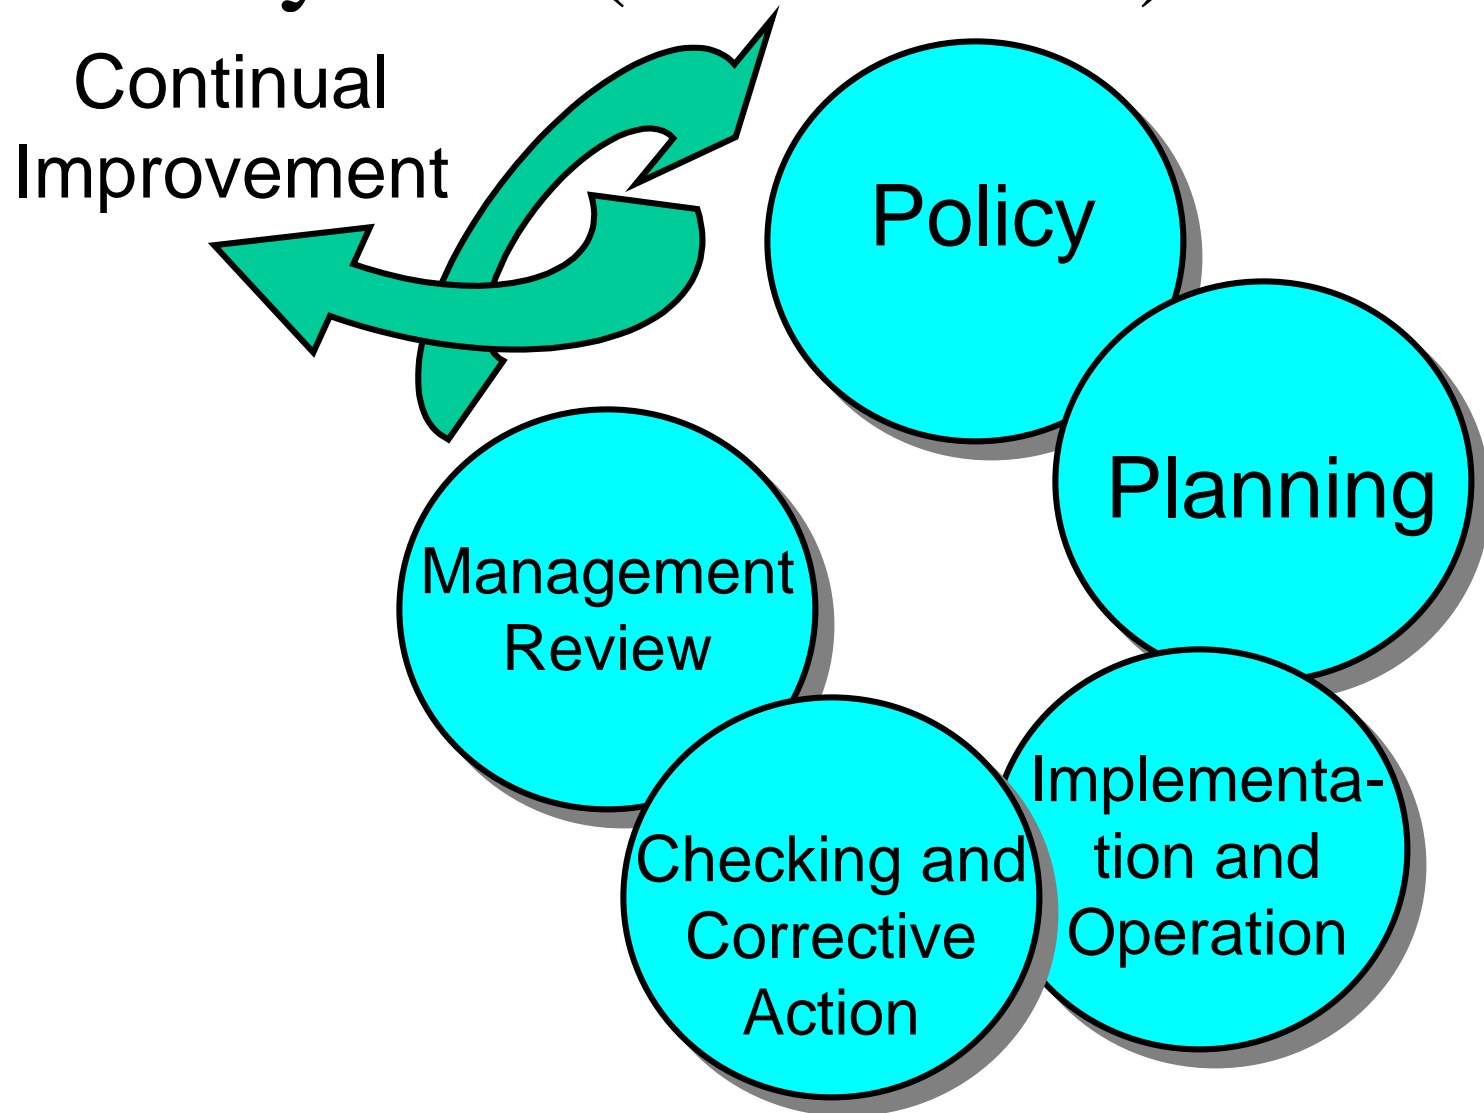 Continual
Improvement
Policy
Planning
Implementa-
tion and
Operation
Checking and
Corrective
Action
Management
Review